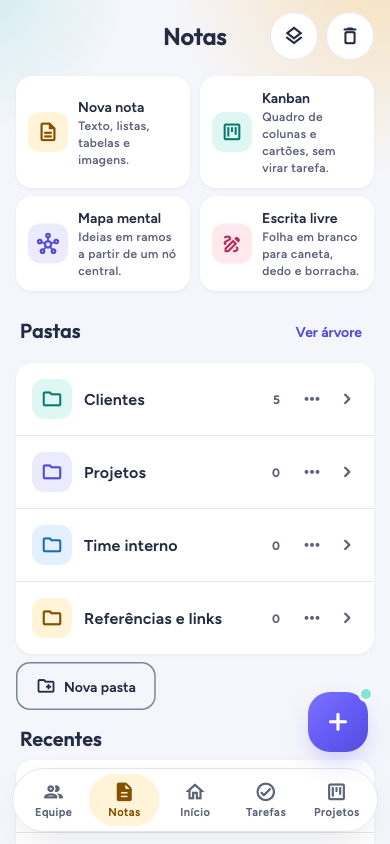 Notas
Nova nota
Texto, listas,
tabelas e
imagens.
Kanban
Quadro de
colunas e
cartões, sem
virar tarefa.
Mapa mental
Ideias em ramos
a partir de um nó
central.
Escrita livre
Folha em branco
para caneta,
dedo e borracha.
Pastas
Ver árvore
Clientes 5
Projetos 0
Time interno 0
Referências e links 0
Nova pasta
Recentes
Equipe Notas Início Tarefas Projetos